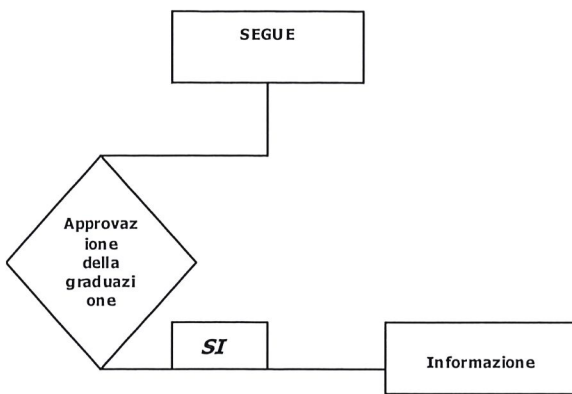 SEGUE
Approvaz
ione
della
graduazi
one
SI
Informazione